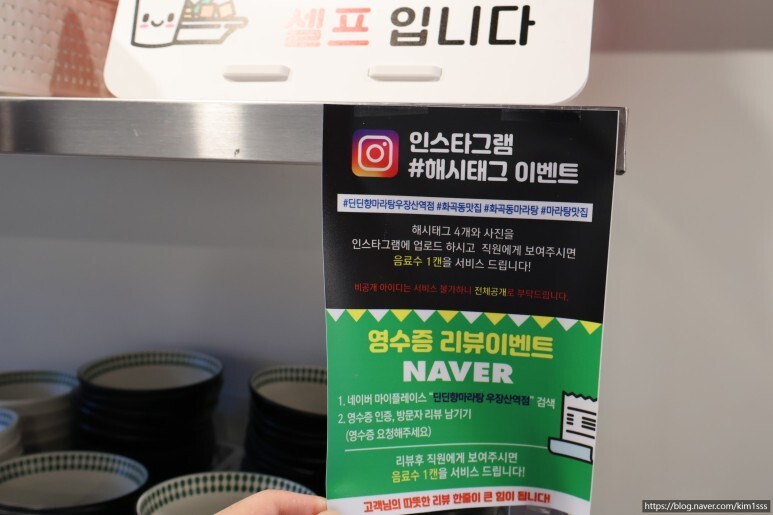 셀프 입니다
인스타그램
#해시태그 이벤트
#딘딘향마라탕우장산역점 #화곡동맛집 #화곡동마라탕 #마라탕맛집
해시태그 4개와 사진을
인스타그램에 업로드 하시고 직원에게 보여주시면
음료수 1캔을 서비스 드립니다!
비공개 아이디는 서비스 불가하니 전체공개로 부탁드립니다.
영수증 리뷰이벤트
NAVER
1. 네이버 마이플레이스 "딘딘향마라탕 우장산역점" 검색
2. 영수증 인증, 방문자 리뷰 남기기
(영수증 요청해주세요)
리뷰후 직원에게 보여주시면
음료수 1캔을 서비스 드립니다!
고객님의 따뜻한 리뷰 한줄이 큰 힘이 됩니다!
https://blog.naver.com/kim1sss